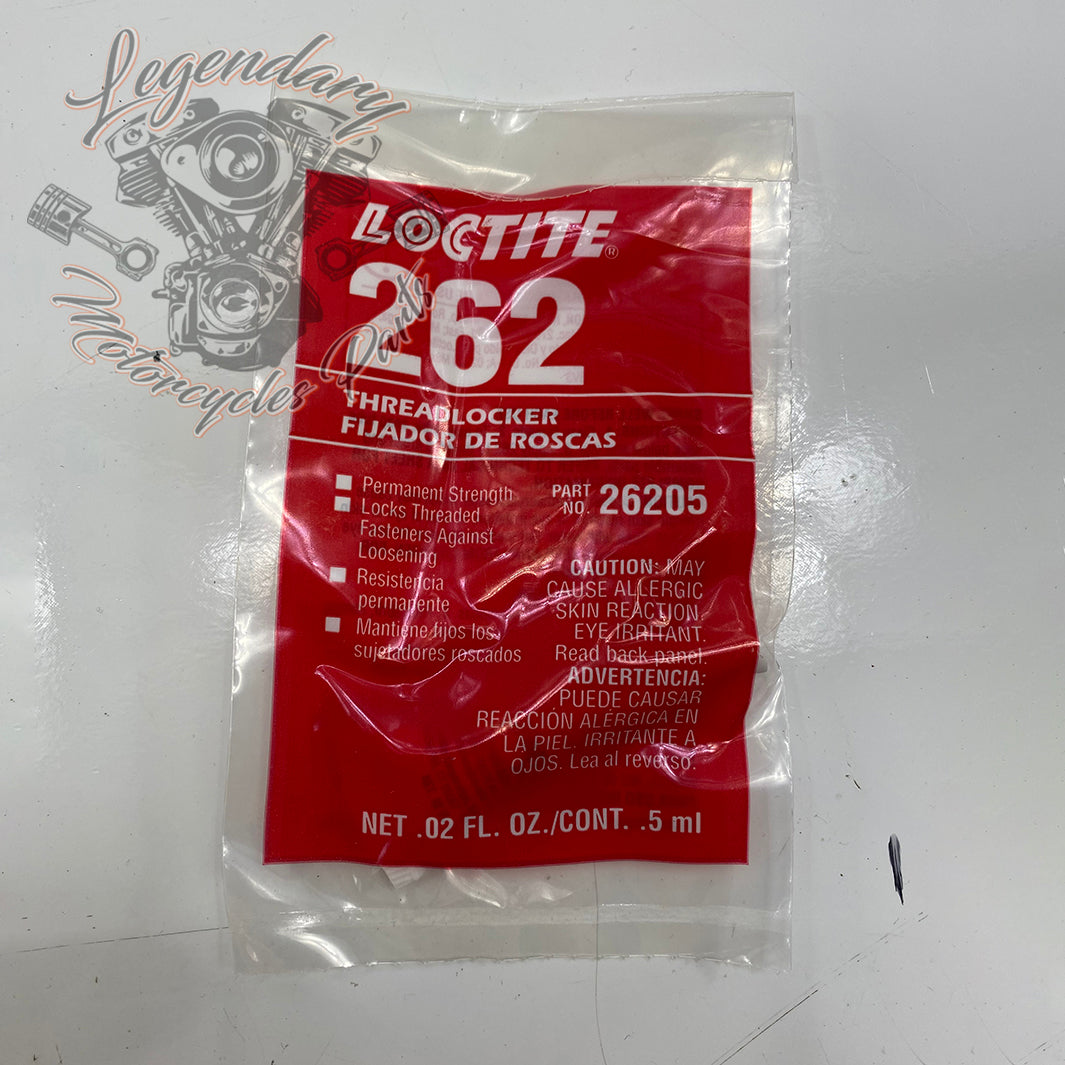 Legendary
Motorcycles Parts
LOCTITE®
262
THREADLOCKER
FIJADOR DE ROSCAS
Permanent Strength
Locks Threaded
Fasteners Against
Loosening
Resistencia
permanente
Mantiene fijos los
sujetadores roscados
PART
NO. 26205
CAUTION: MAY
CAUSE ALLERGIC
SKIN REACTION.
EYE IRRITANT.
Read back panel.
ADVERTENCIA:
PUEDE CAUSAR
REACCIÓN ALÉRGICA EN
LA PIEL. IRRITANTE A
OJOS. Lea al reverso.
NET .02 FL. OZ./CONT. .5 ml